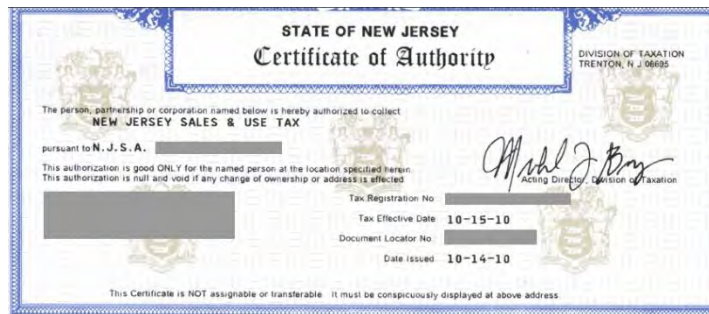 STATE OF NEW JERSEY
Certificate of Authority
DIVISION OF TAXATION
TRENTON, N J 08695
The person, partnership or corporation named below is hereby authorized to collect
NEW JERSEY SALES & USE TAX
pursuant to N.J.S.A.
This authorization is good ONLY for the named person at the location specified herein.
This authorization is null and void if any change of ownership or address is effected
Acting Director, Division of Taxation
Tax Registration No
Tax Effective Date 10-15-10
Document Locator No
Date Issued 10-14-10
This Certificate is NOT assignable or transferable It must be conspicuously displayed at above address